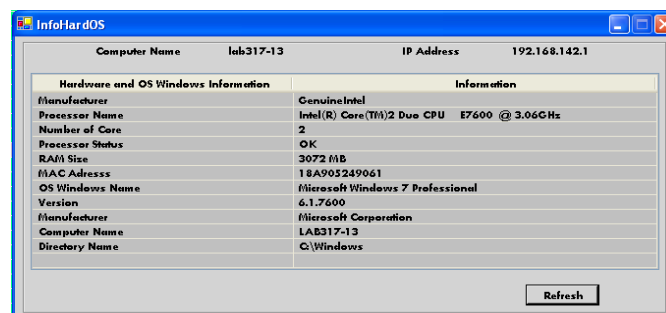 InfoHardOS
Computer Name lab317-13 IP Address 192.168.142.1
Hardware and OS Windows Information Information
Manufacturer GenuineIntel
Processor Name Intel(R) Core(TM)2 Duo CPU E7600 @ 3.06GHz
Number of Core 2
Processor Status OK
RAM Size 3072 MB
MAC Adresss 18A905249061
OS Windows Name Microsoft Windows 7 Professional
Version 6.1.7600
Manufacturer Microsoft Corporation
Computer Name LAB317-13
Directory Name C:\Windows
Refresh